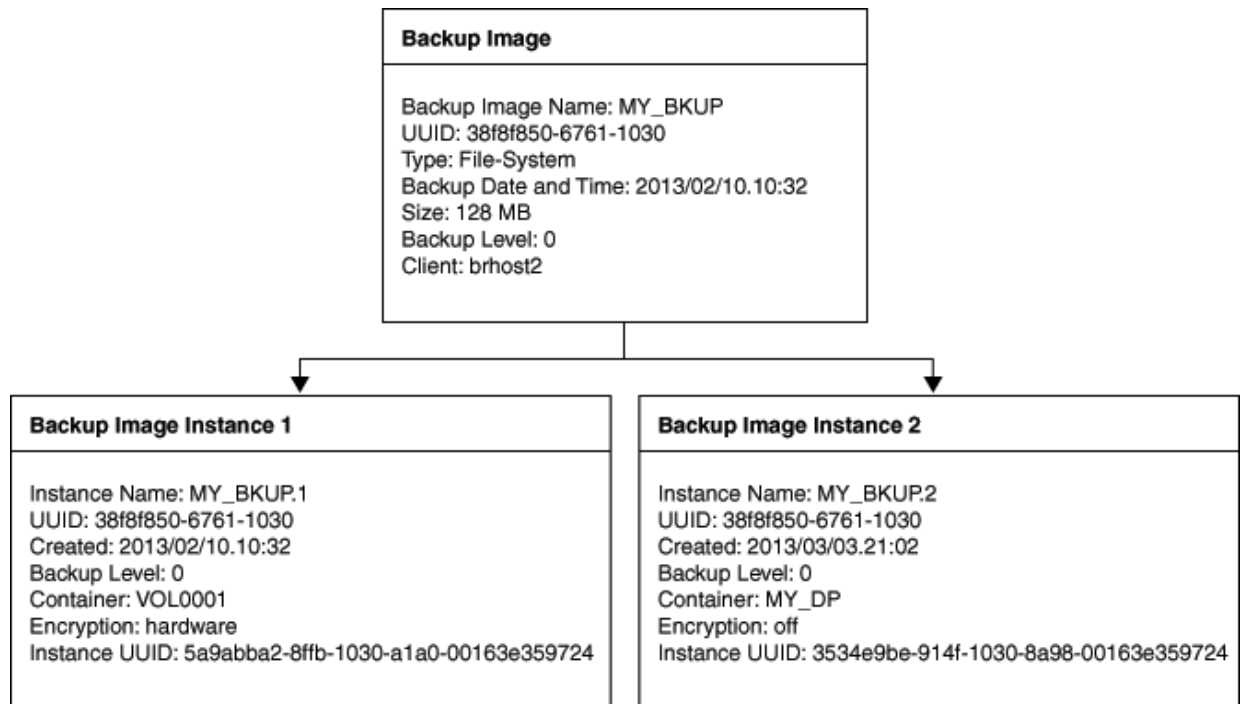 Backup Image
Backup Image Name: MY_BKUP
UUID: 38f8f850-6761-1030
Type: File-System
Backup Date and Time: 2013/02/10.10:32
Size: 128 MB
Backup Level: 0
Client: brhost2
Backup Image Instance 1
Instance Name: MY_BKUP.1
UUID: 38f8f850-6761-1030
Created: 2013/02/10.10:32
Backup Level: 0
Container: VOL0001
Encryption: hardware
Instance UUID: 5a9abba2-8ffb-1030-a1a0-00163e359724
Backup Image Instance 2
Instance Name: MY_BKUP.2
UUID: 38f8f850-6761-1030
Created: 2013/03/03.21:02
Backup Level: 0
Container: MY_DP
Encryption: off
Instance UUID: 3534e9be-914f-1030-8a98-00163e359724